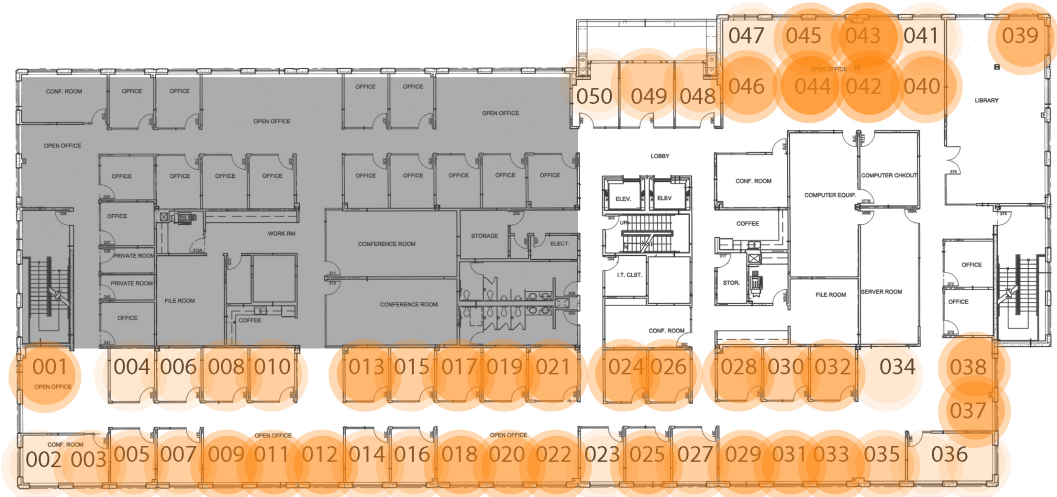 047 045 043 041 039
OPEN OFFICE
046 044 042 040
050 049 048
LIBRARY
CONF. ROOM OFFICE OFFICE OFFICE OFFICE
OPEN OFFICE OPEN OFFICE
OPEN OFFICE
LOBBY
OFFICE OFFICE OFFICE OFFICE OFFICE OFFICE OFFICE OFFICE OFFICE
CONF. ROOM
COMPUTER EQUIP.
COMPUTER CHKOUT
ELEV. ELEV
OFFICE
WORK RM
COFFEE
UP
STORAGE
ELECT.
CONFERENCE ROOM
PRIVATE ROOM
OFFICE
I.T. CLST.
STOR.
PRIVATE ROOM
FILE ROOM
FILE ROOM
SERVER ROOM
OFFICE
CONFERENCE ROOM
OFFICE
COFFEE
CONF. ROOM
001 004 006 008 010 013 015 017 019 021 024 026 028 030 032 034 038
OPEN OFFICE
037
CONF. ROOM OPEN OFFICE OPEN OFFICE
002 003 005 007 009 011 012 014 016 018 020 022 023 025 027 029 031 033 035 036